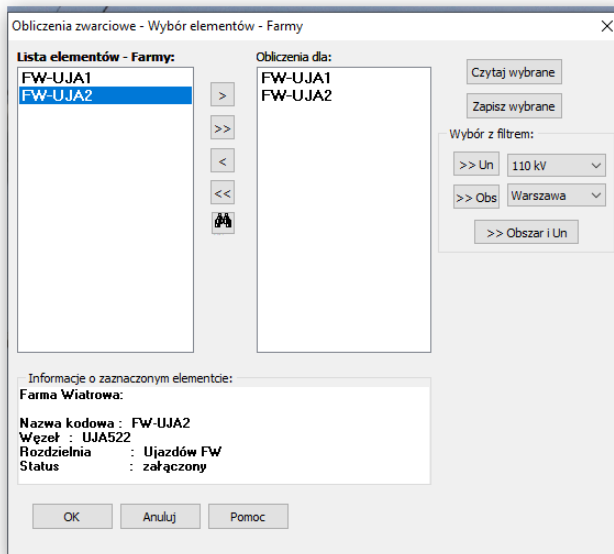 Obliczenia zwarciowe - Wybór elementów - Farmy
Lista elementów - Farmy:
FW-UJA1
FW-UJA2
>
>>
<
<<
Obliczenia dla:
FW-UJA1
FW-UJA2
Czytaj wybrane
Zapisz wybrane
Wybór z filtrem:
>> Un 110 kV
>> Obs Warszawa
>> Obszar i Un
Informacje o zaznaczonym elementcie:
Farma Wiatrowa:
Nazwa kodowa : FW-UJA2
Węzeł : UJA522
Rozdzielnia : Ujazdów FW
Status : załączony
OK Anuluj Pomoc